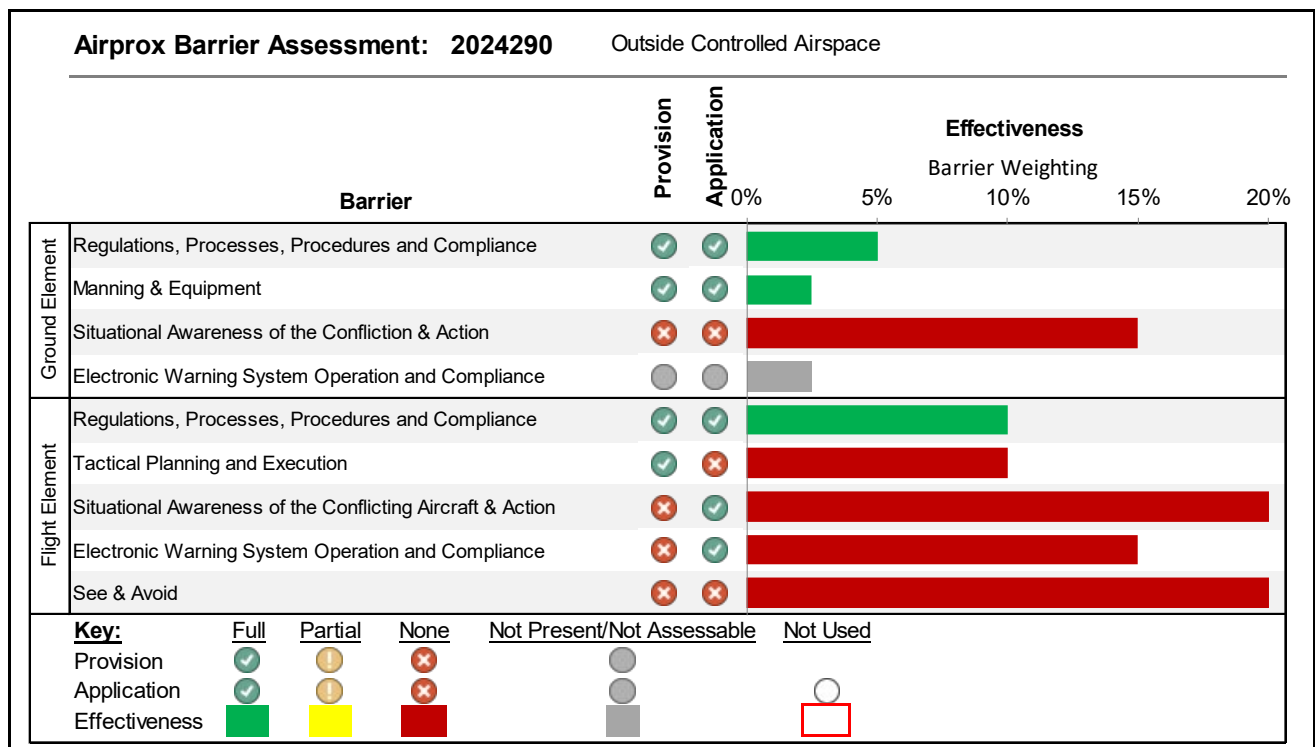 Airprox Barrier Assessment: 2024290 Outside Controlled Airspace
Barrier
Provision
Application
Effectiveness
Barrier Weighting
0% 5% 10% 15% 20%
Ground Element
Regulations, Processes, Procedures and Compliance
Manning & Equipment
Situational Awareness of the Confliction & Action
Electronic Warning System Operation and Compliance
Flight Element
Regulations, Processes, Procedures and Compliance
Tactical Planning and Execution
Situational Awareness of the Conflicting Aircraft & Action
Electronic Warning System Operation and Compliance
See & Avoid
Key: Full Partial None Not Present/Not Assessable Not Used
Provision
Application
Effectiveness